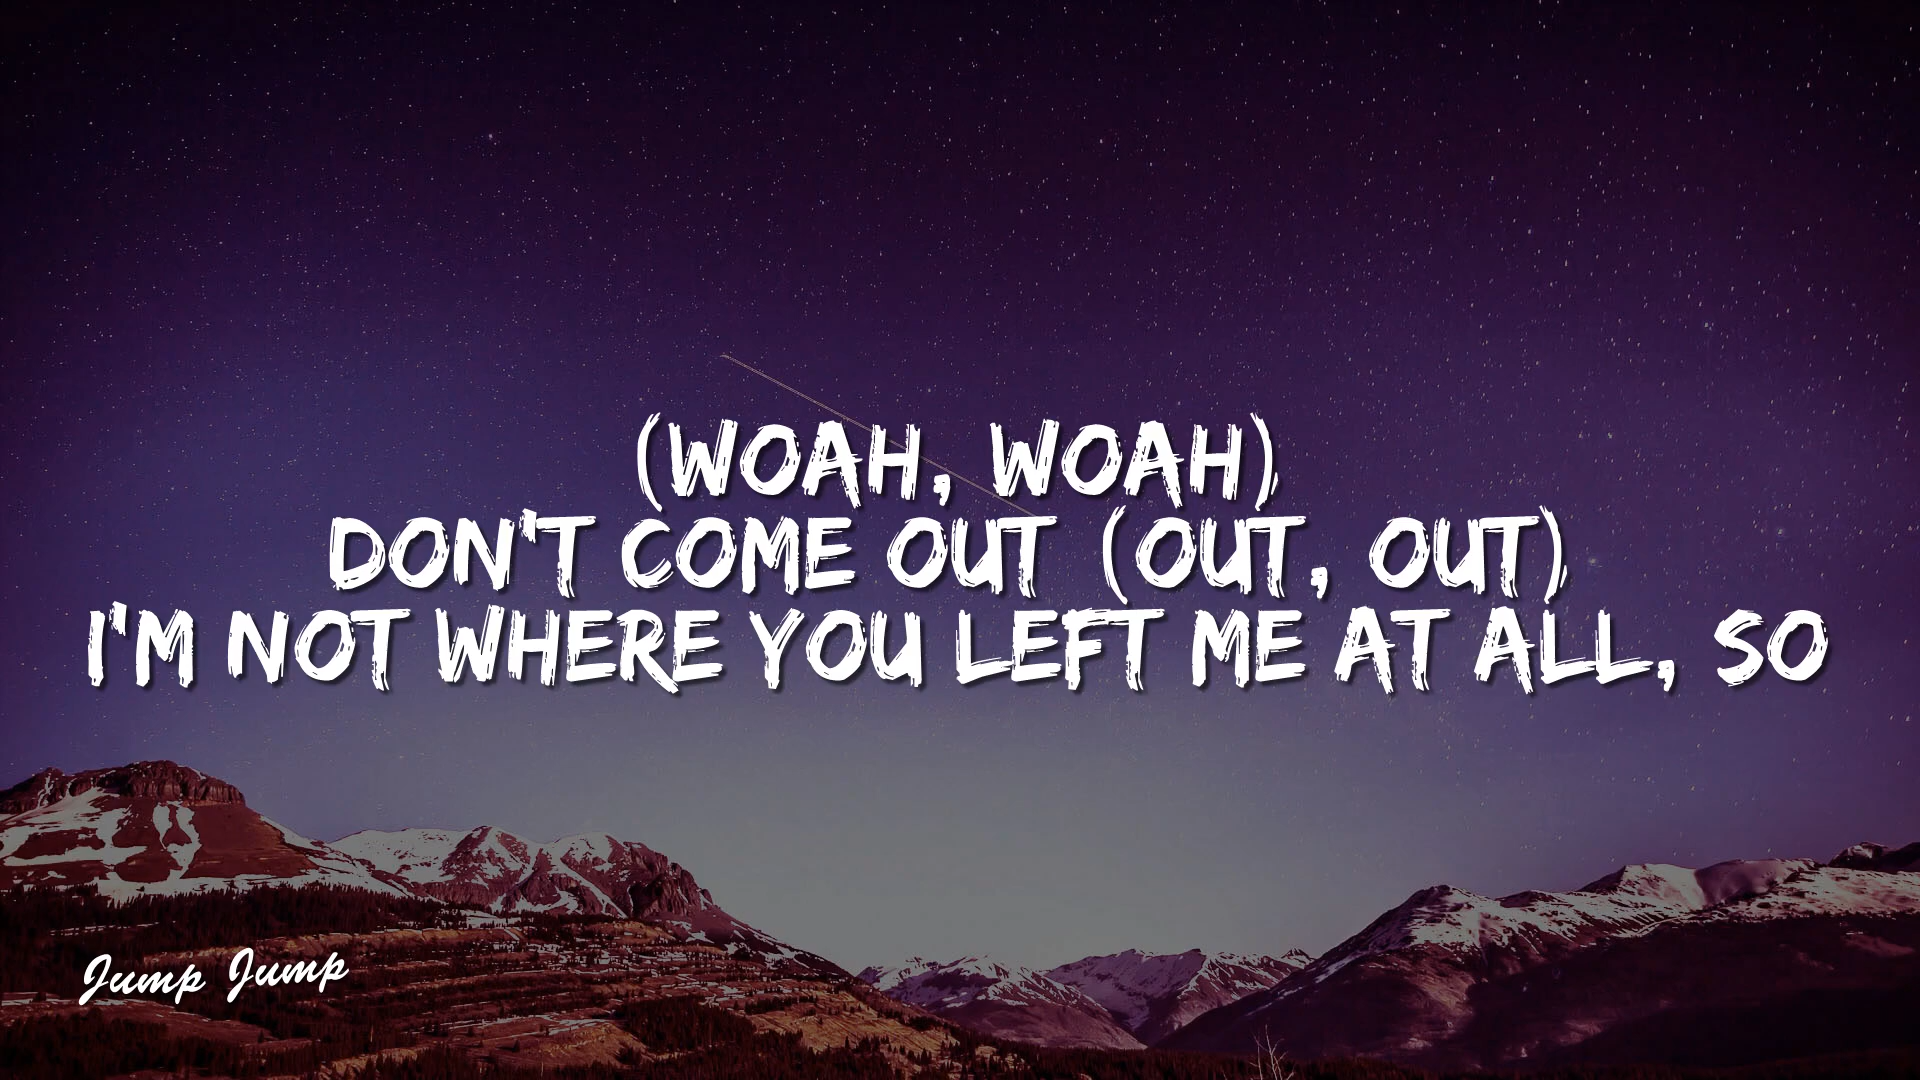 (WOAH, WOAH)
DON'T COME OUT (OUT, OUT)
I'M NOT WHERE YOU LEFT ME AT ALL, SO
Jump Jump